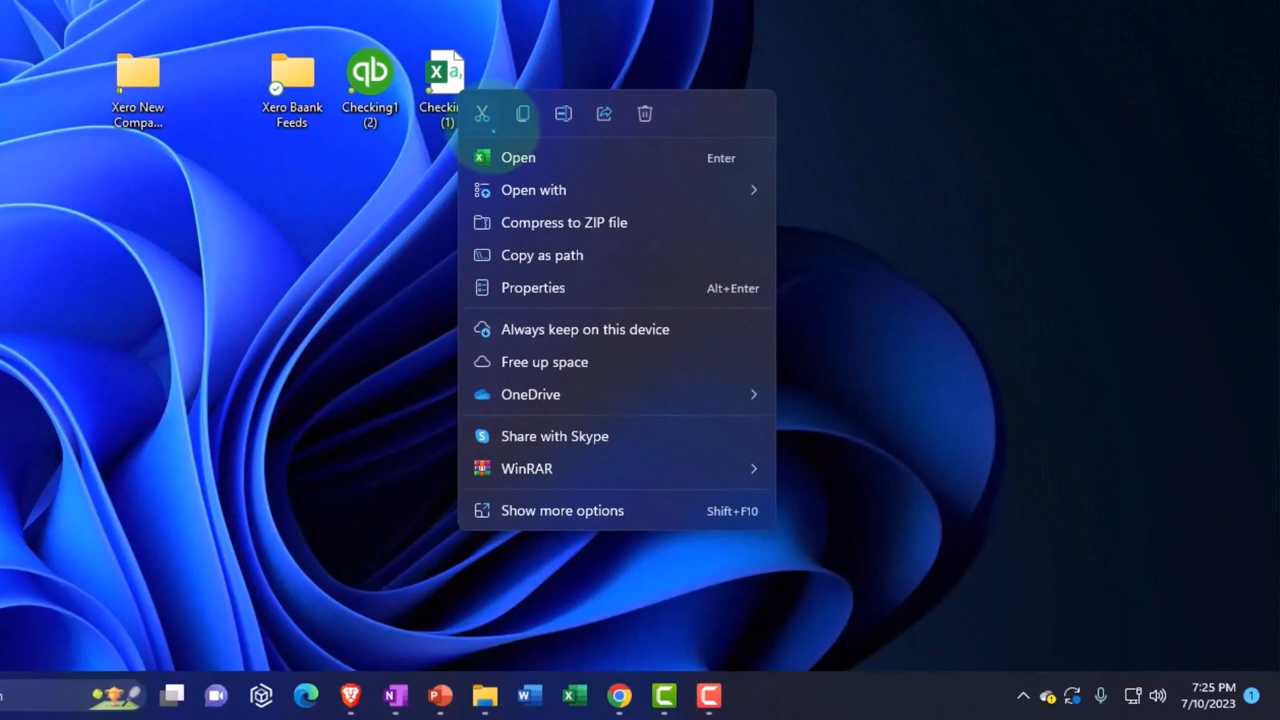 qb
a,
Xero New
Compa...
Xero Baank
Feeds
Checking1
(2)
(1)
Open
Enter
Open with
Compress to ZIP file
Copy as path
Properties
Alt+Enter
Always keep on this device
Free up space
OneDrive
Share with Skype
WinRAR
Show more options
Shift+F10
7:25 PM
7/10/2023
1